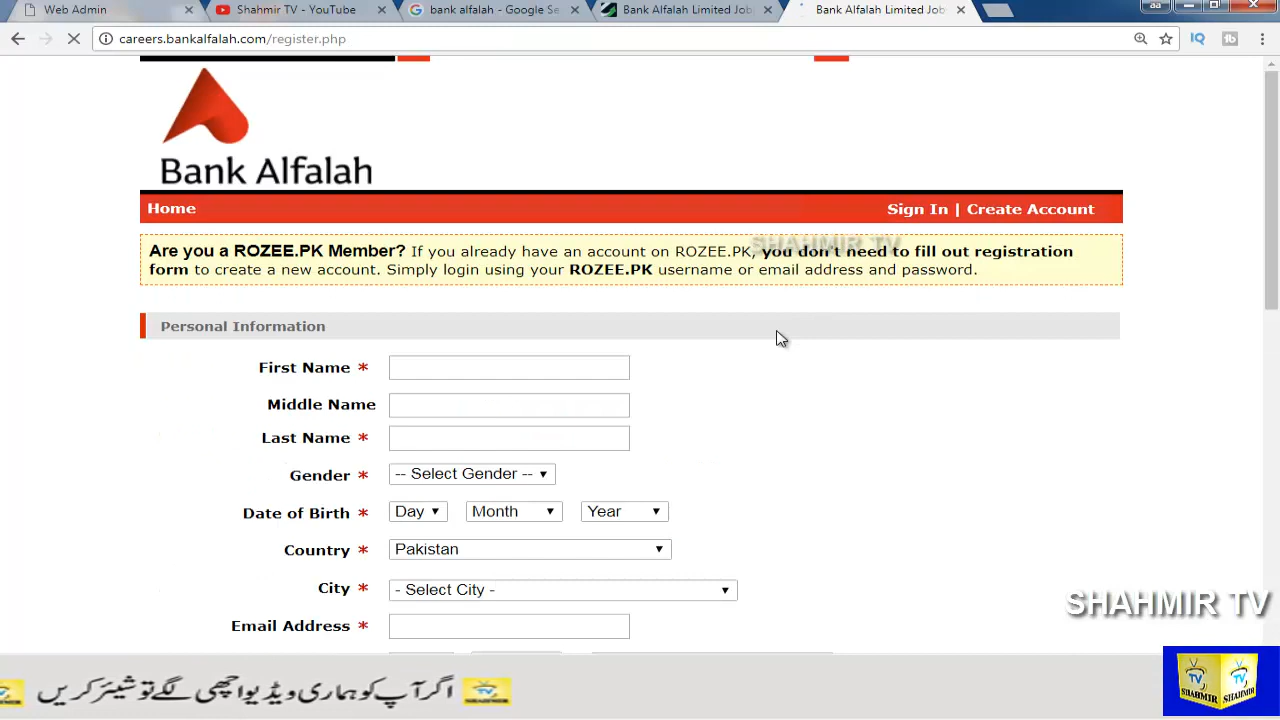 Web Admin
Shahmir TV - YouTube
bank alfalah - Google S
Bank Alfalah Limited Job
Bank Alfalah Limited Job
aa
careers.bankalfalah.com/register.php
IQ
tb
Bank Alfalah
Home
Sign In | Create Account
SHAHMIR TV
Are you a ROZEE.PK Member? If you already have an account on ROZEE.PK, you don't need to fill out registration
form to create a new account. Simply login using your ROZEE.PK username or email address and password.
Personal Information
First Name *
Middle Name
Last Name *
Gender * -- Select Gender --
Date of Birth * Day Month Year
Country * Pakistan
City * - Select City -
Email Address *
SHAHMIR TV
اگر آپ کو ہماری ویڈیو اچھی لگے تو شیئر کریں
TV
SHAHMIR
TV
SHAHMIR